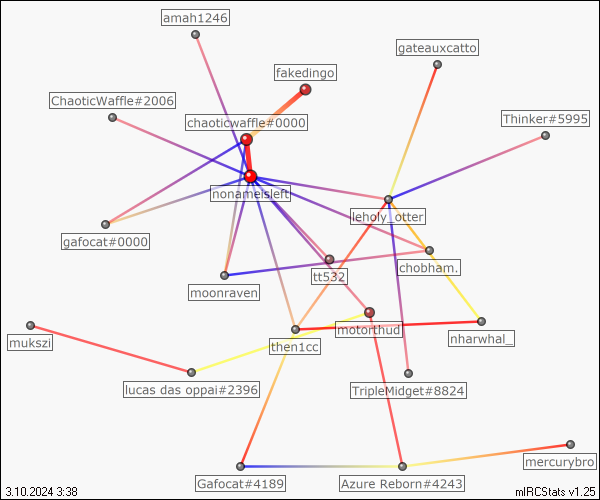 amah1246
gateauxcatto
fakedingo
ChaoticWaffle#2006
chaoticwaffle#0000
Thinker#5995
nonameisleft
leholy_otter
gafocat#0000
chobham.
tt532
moonraven
motorthud
nharwhal_
mukszi
then1cc
lucas das oppai#2396
TripleMidget#8824
mercurybro
Gafocat#4189
Azure Reborn#4243
3.10.2024 3:38
mIRCStats v1.25